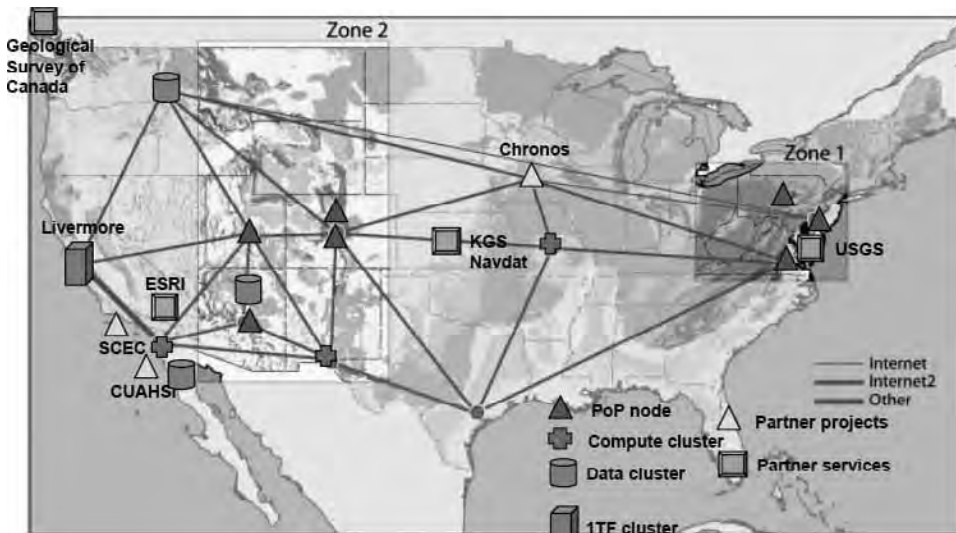 Zone 2
Geological
Survey of
Canada
Chronos
Zone 1
Livermore
KGS
Navdat
USGS
ESRI
SCEC
CUAHSI
Internet
Internet2
Other
PoP node
Partner projects
Compute cluster
Partner services
Data cluster
1TF cluster